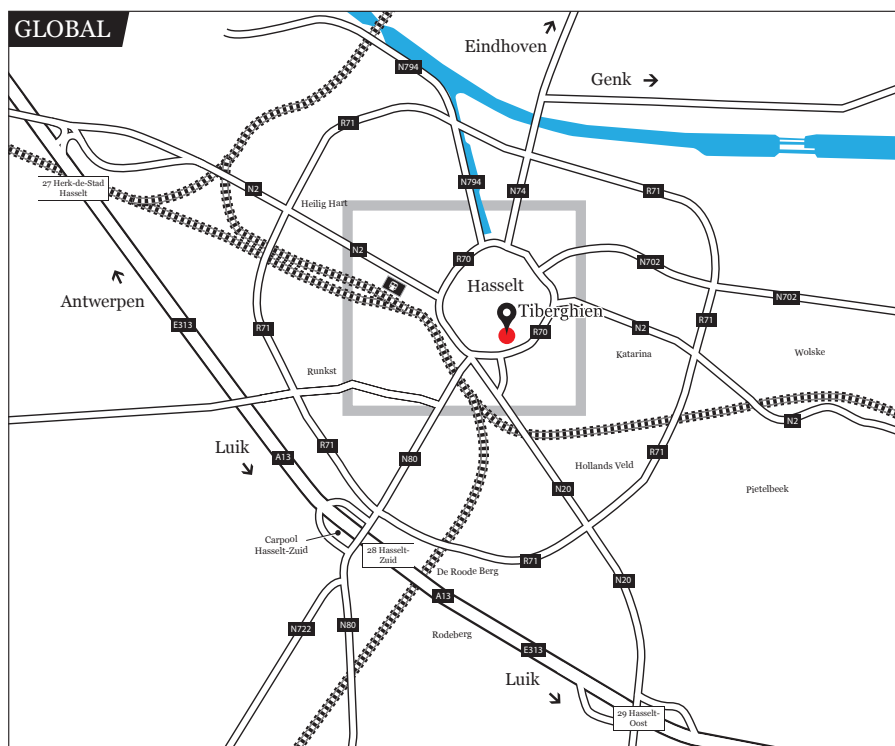 GLOBAL
Eindhoven
Genk
N794
R71
N794
N74
R71
27 Herk-de-Stad
Hasselt
N2
Heilig Hart
N2
R70
N702
Hasselt
N702
Antwerpen
Tiberghien
E313
R71
R70
N2
R71
Katarina
Wolske
Runkst
N2
Luik
R71
A13
N80
R71
Hollands Veld
N20
Pietelbeek
Carpool
Hasselt-Zuid
28 Hasselt-
Zuid
R71
De Roode Berg
N20
A13
N722
N80
Rodeberg
E313
Luik
29 Hasselt-
Oost